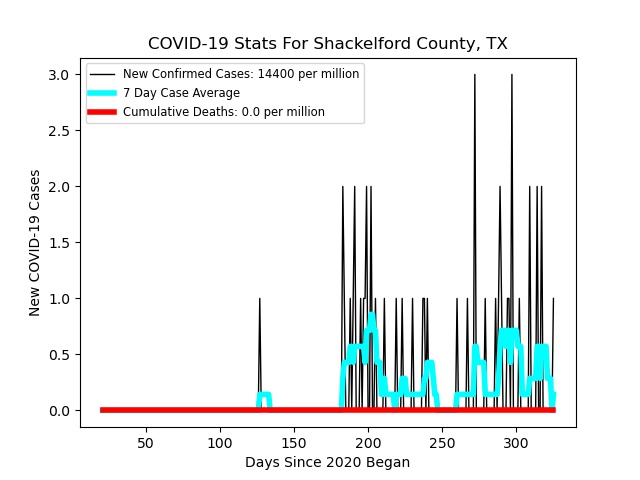 COVID-19 Stats For Shackelford County, TX
New Confirmed Cases: 14400 per million
7 Day Case Average
Cumulative Deaths: 0.0 per million
New COVID-19 Cases
3.0
2.5
2.0
1.5
1.0
0.5
0.0
50
100
150
200
250
300
Days Since 2020 Began